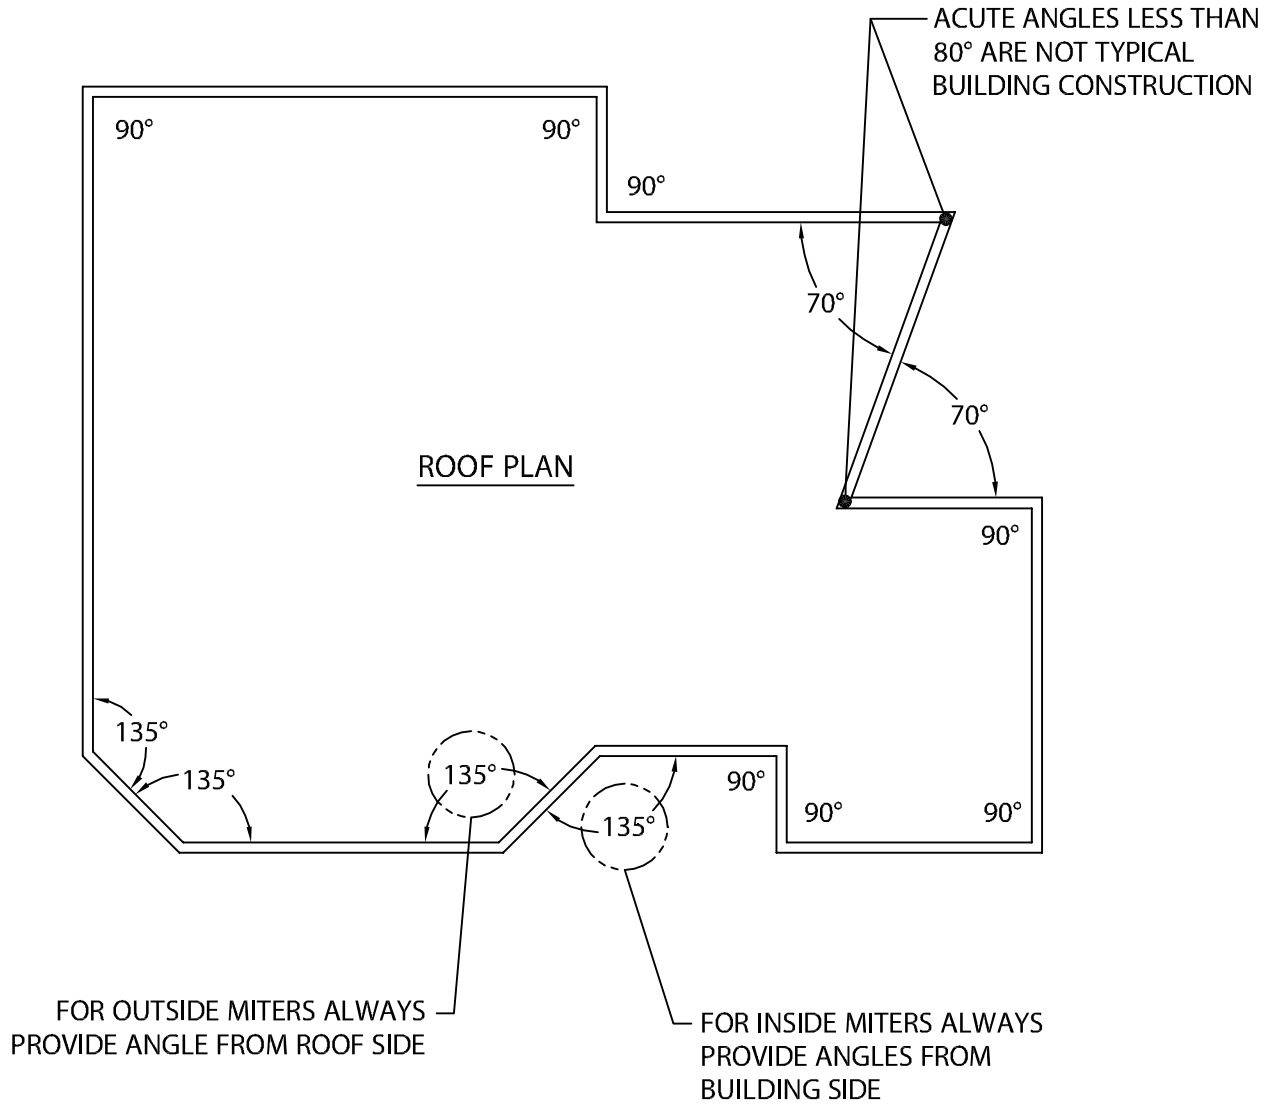 ACUTE ANGLES LESS THAN
80° ARE NOT TYPICAL
BUILDING CONSTRUCTION
90°
90°
90°
70°
70°
ROOF PLAN
90°
135°
135°
135°
135°
90°
90°
90°
FOR OUTSIDE MITERS ALWAYS
PROVIDE ANGLE FROM ROOF SIDE
FOR INSIDE MITERS ALWAYS
PROVIDE ANGLES FROM
BUILDING SIDE